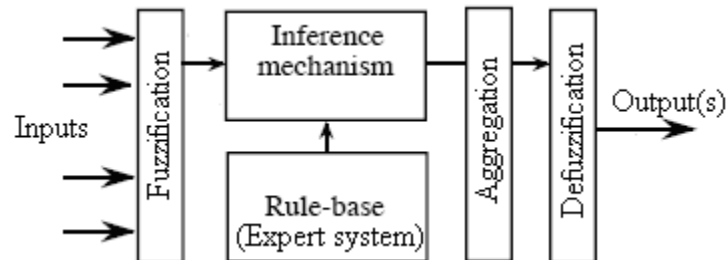 Inputs
Fuzzification
Inference
mechanism
Rule-base
(Expert system)
Aggregation
Defuzzification
Output(s)